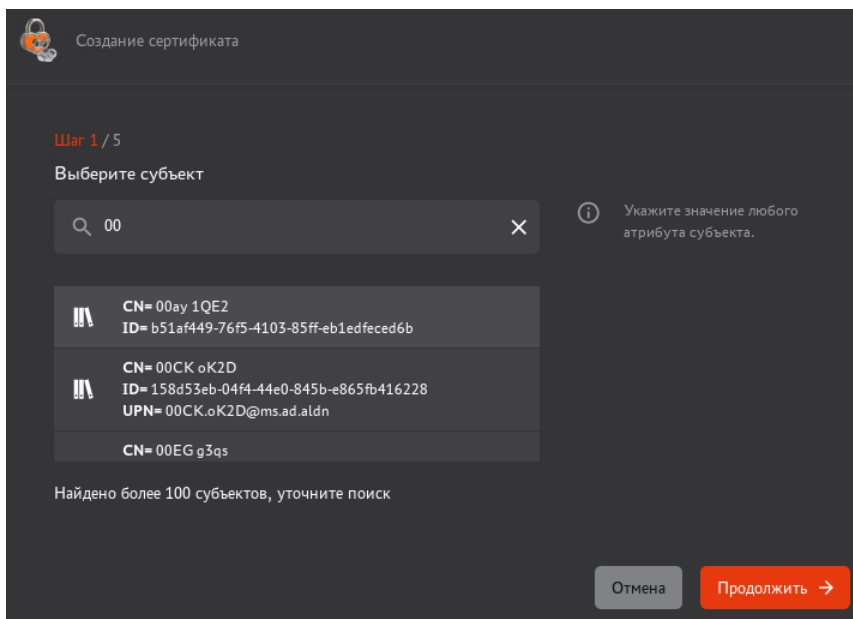 Создание сертификата
Шаг 1 / 5
Выберите субъект
00
Укажите значение любого
атрибута субъекта.
CN= 00ay 1QE2
ID= b51af449-76f5-4103-85ff-eb1edfeced6b
CN= 00CK oK2D
ID= 158d53eb-04f4-44e0-845b-e865fb416228
UPN= 00CK.oK2D@ms.ad.aldn
CN= 00EG g3qs
Найдено более 100 субъектов, уточните поиск
Отмена
Продолжить →